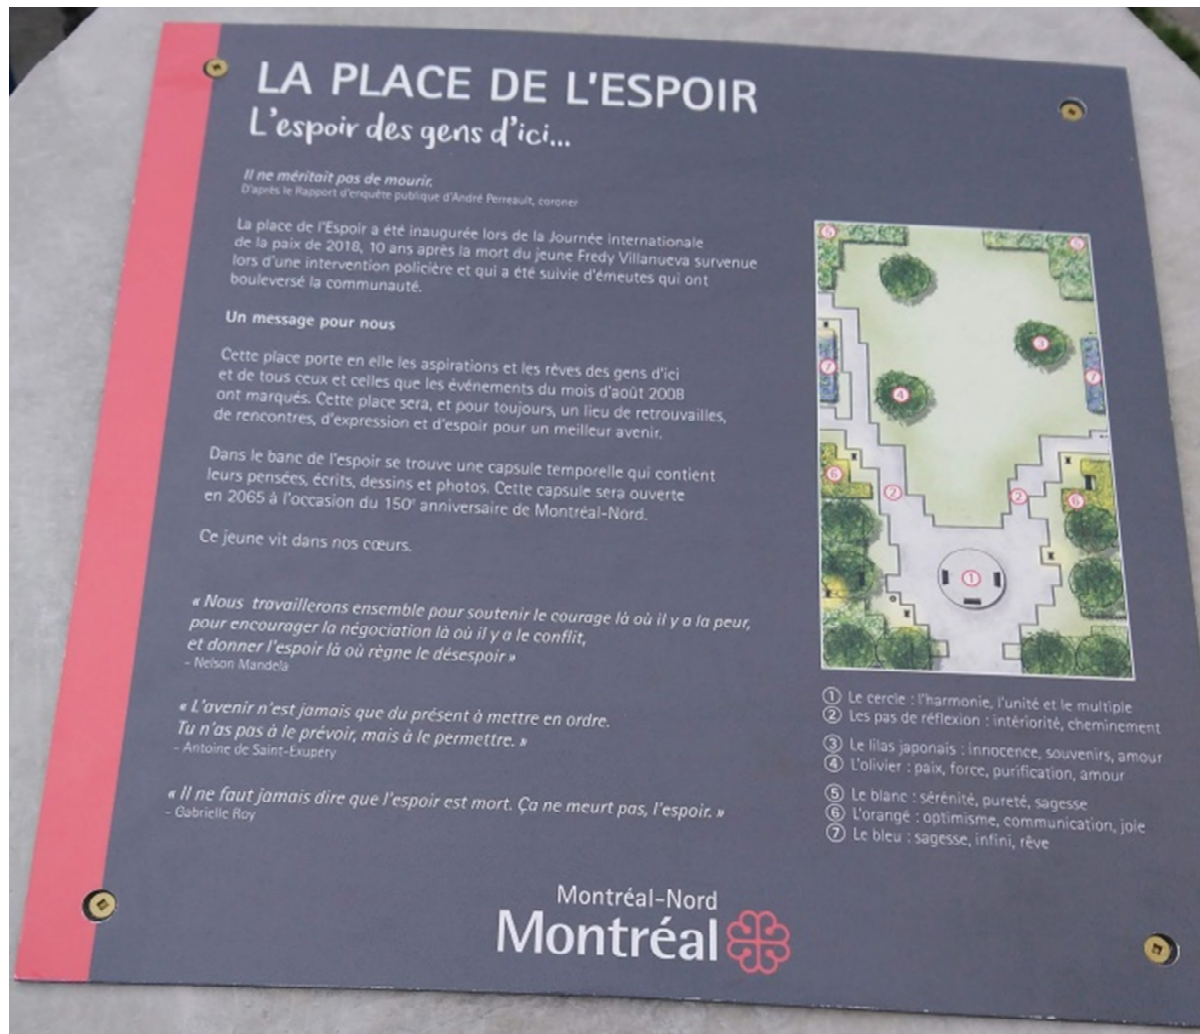 LA PLACE DE L'ESPOIR
L'espoir des gens d'ici...
Il ne méritait pas de mourir.
D'après le Rapport d'enquête publique d'André Perreault, coroner
La place de l'Espoir a été inaugurée lors de la Journée internationale
de la paix de 2018, 10 ans après la mort du jeune Fredy Villanueva survenue
lors d'une intervention policière et qui a été suivie d'émeutes qui ont
bouleversé la communauté.
Un message pour nous
Cette place porte en elle les aspirations et les rêves des gens d'ici
et de tous ceux et celles que les événements du mois d'août 2008
ont marqués. Cette place sera, et pour toujours, un lieu de retrouvailles,
de rencontres, d'expression et d'espoir pour un meilleur avenir.
Dans le banc de l'espoir se trouve une capsule temporelle qui contient
leurs pensées, écrits, dessins et photos. Cette capsule sera ouverte
en 2065 à l'occasion du 150e anniversaire de Montréal-Nord.
Ce jeune vit dans nos cœurs.
« Nous travaillerons ensemble pour soutenir le courage là où il y a la peur,
pour encourager la négociation là où il y a le conflit,
et donner l'espoir là où règne le désespoir »
- Nelson Mandela
« L'avenir n'est jamais que du présent à mettre en ordre.
Tu n'as pas à le prévoir, mais à le permettre. »
- Antoine de Saint-Exupéry
« Il ne faut jamais dire que l'espoir est mort. Ça ne meurt pas, l'espoir. »
- Gabrielle Roy
5 5
3
7 7
4
6 6
2 2
1
① Le cercle : l'harmonie, l'unité et le multiple
② Les pas de réflexion : intériorité, cheminement
③ Le lilas japonais : innocence, souvenirs, amour
④ L'olivier : paix, force, purification, amour
⑤ Le blanc : sérénité, pureté, sagesse
⑥ L'orangé : optimisme, communication, joie
⑦ Le bleu : sagesse, infini, rêve
Montréal-Nord
Montréal